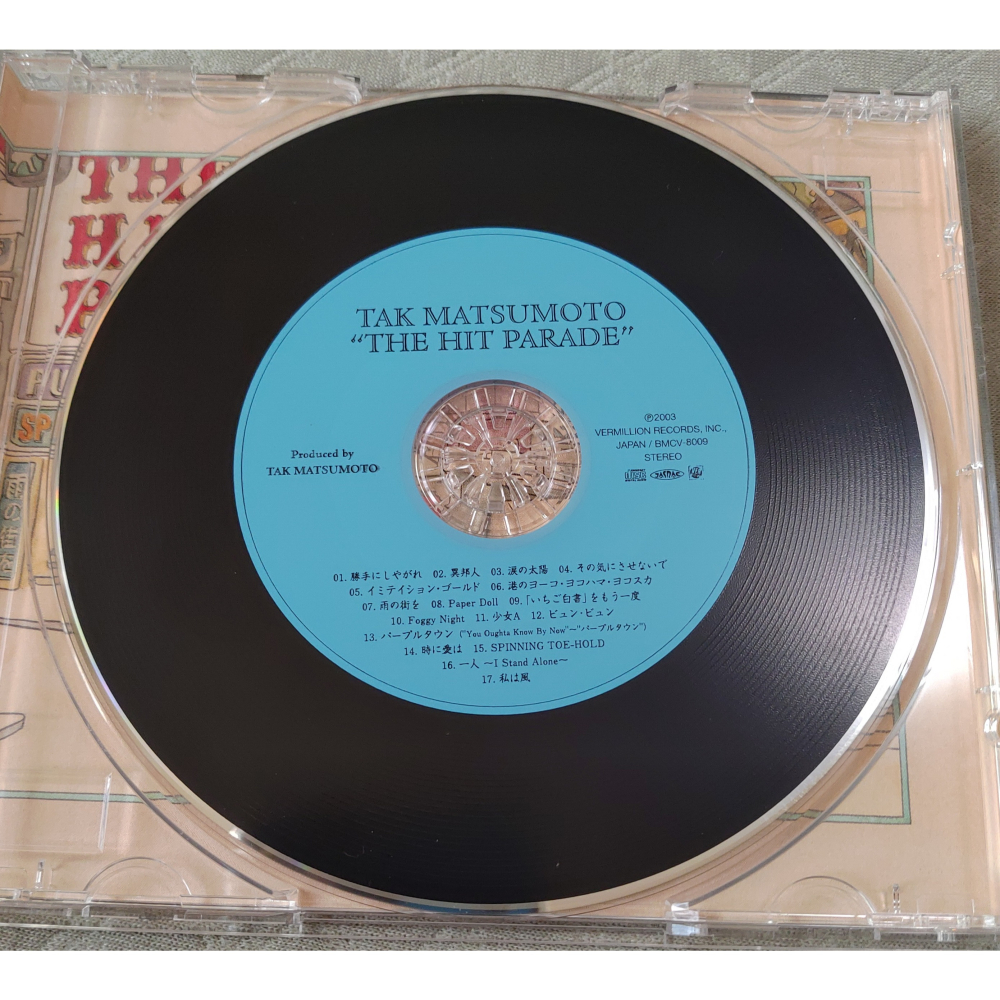 TAK MATSUMOTO
“THE HIT PARADE”
Produced by
TAK MATSUMOTO
℗2003
VERMILLION RECORDS, INC.,
JAPAN / BMCV-8009
STEREO
01. 勝手にしやがれ 02. 異邦人 03. 涙の太陽 04. その気にさせないで
05. イミテイション・ゴールド 06. 港のヨーコ・ヨコハマ・ヨコスカ
07. 雨の街を 08. Paper Doll 09.「いちご白書」をもう一度
10. Foggy Night 11. 少女A 12. ビュン・ビュン
13. パープルタウン ("You Oughta Know By Now"−"パープルタウン")
14. 時に愛は 15. SPINNING TOE-HOLD
16. 一人 〜I Stand Alone〜
17. 私は風
SP